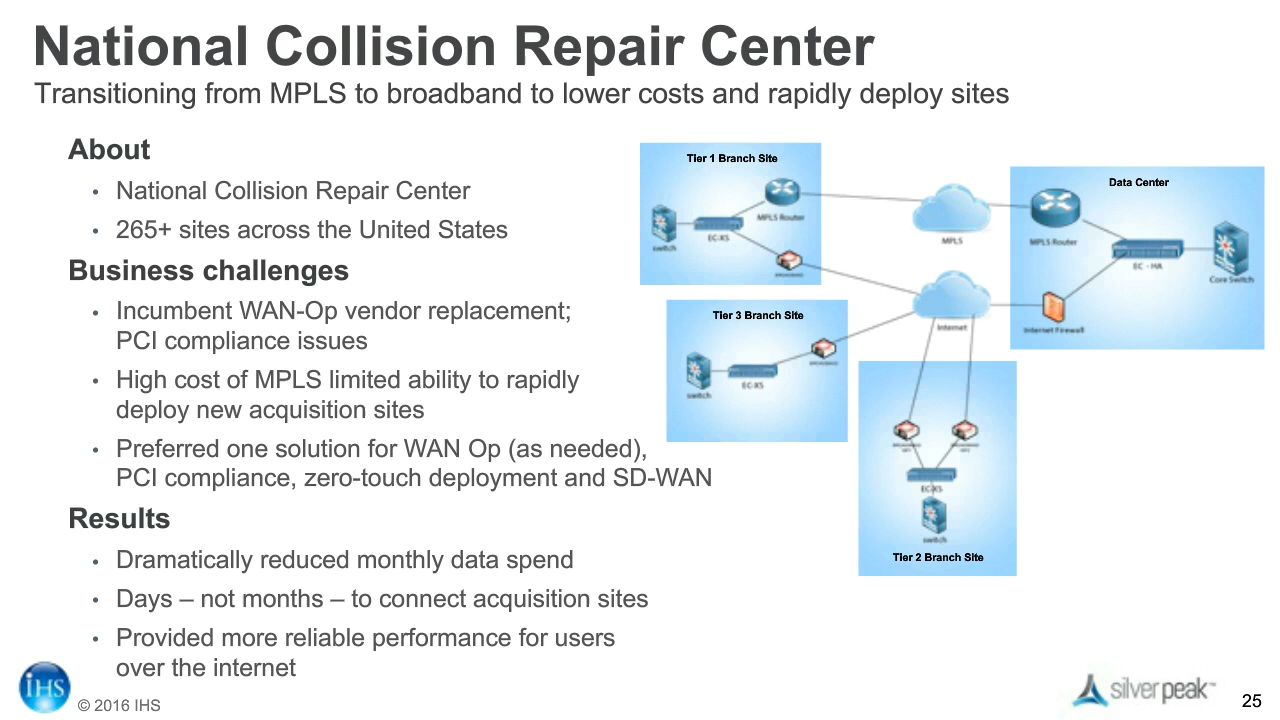 National Collision Repair Center
Transitioning from MPLS to broadband to lower costs and rapidly deploy sites
About
• National Collision Repair Center
• 265+ sites across the United States
Business challenges
• Incumbent WAN-Op vendor replacement;
PCI compliance issues
• High cost of MPLS limited ability to rapidly
deploy new acquisition sites
• Preferred one solution for WAN Op (as needed),
PCI compliance, zero-touch deployment and SD-WAN
Results
• Dramatically reduced monthly data spend
• Days – not months – to connect acquisition sites
• Provided more reliable performance for users
over the internet
Tier 1 Branch Site
MPLS Router
switch
EC-XS
MPLS
Data Center
MPLS Router
EC - HA
Core Switch
Internet Firewall
Internet
Tier 3 Branch Site
switch
EC-XS
EC-XS
switch
Tier 2 Branch Site
IHS
© 2016 IHS
silver peak™
25